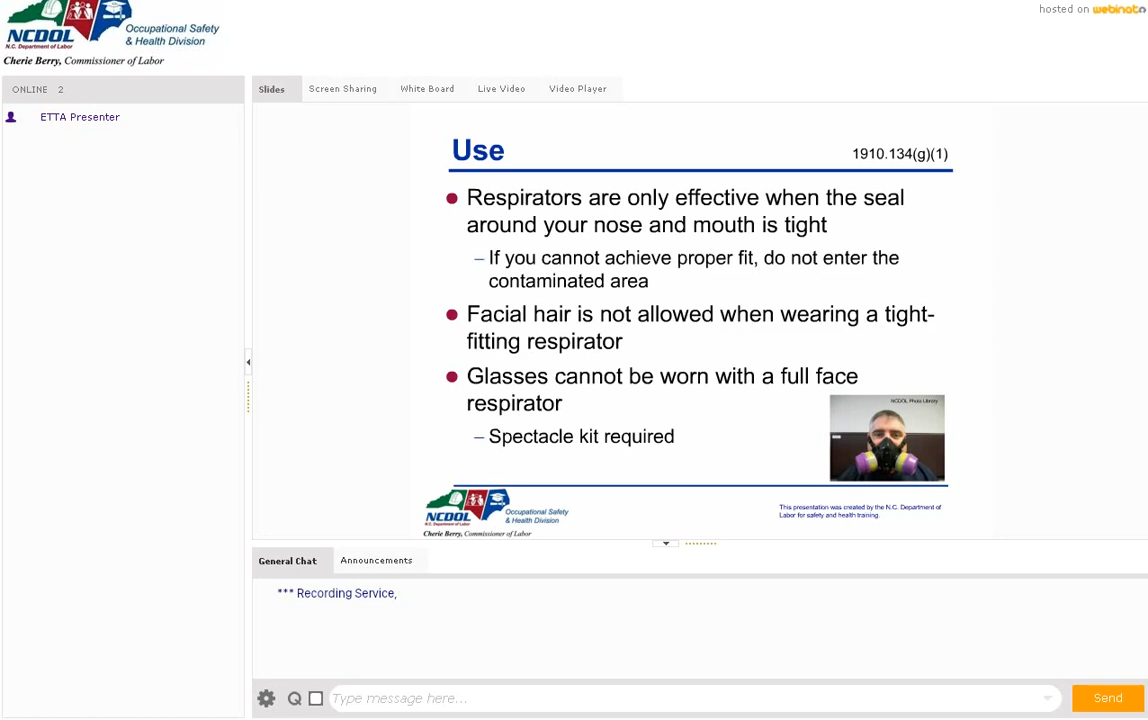 hosted on webinato
NCDOL
N.C. Department of Labor
Occupational Safety
& Health Division
Cherie Berry, Commissioner of Labor
ONLINE 2
ETTA Presenter
Slides Screen Sharing White Board Live Video Video Player
Use 1910.134(g)(1)
Respirators are only effective when the seal
around your nose and mouth is tight
– If you cannot achieve proper fit, do not enter the
contaminated area
Facial hair is not allowed when wearing a tight-
fitting respirator
Glasses cannot be worn with a full face
respirator
– Spectacle kit required
NCDOL Photo Library
NCDOL
N.C. Department of Labor
Occupational Safety
& Health Division
Cherie Berry, Commissioner of Labor
This presentation was created by the N.C. Department of
Labor for safety and health training.
General Chat Announcements
*** Recording Service,
Q Type message here... Send